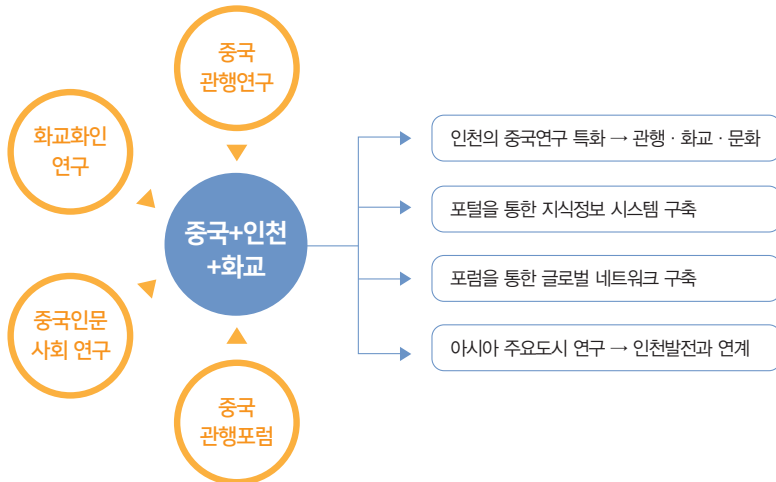 중국
관행연구
화교화인
연구
중국+인천
+화교
중국인문
사회 연구
중국
관행포럼
인천의 중국연구 특화 → 관행 · 화교 · 문화
포털을 통한 지식정보 시스템 구축
포럼을 통한 글로벌 네트워크 구축
아시아 주요도시 연구 → 인천발전과 연계